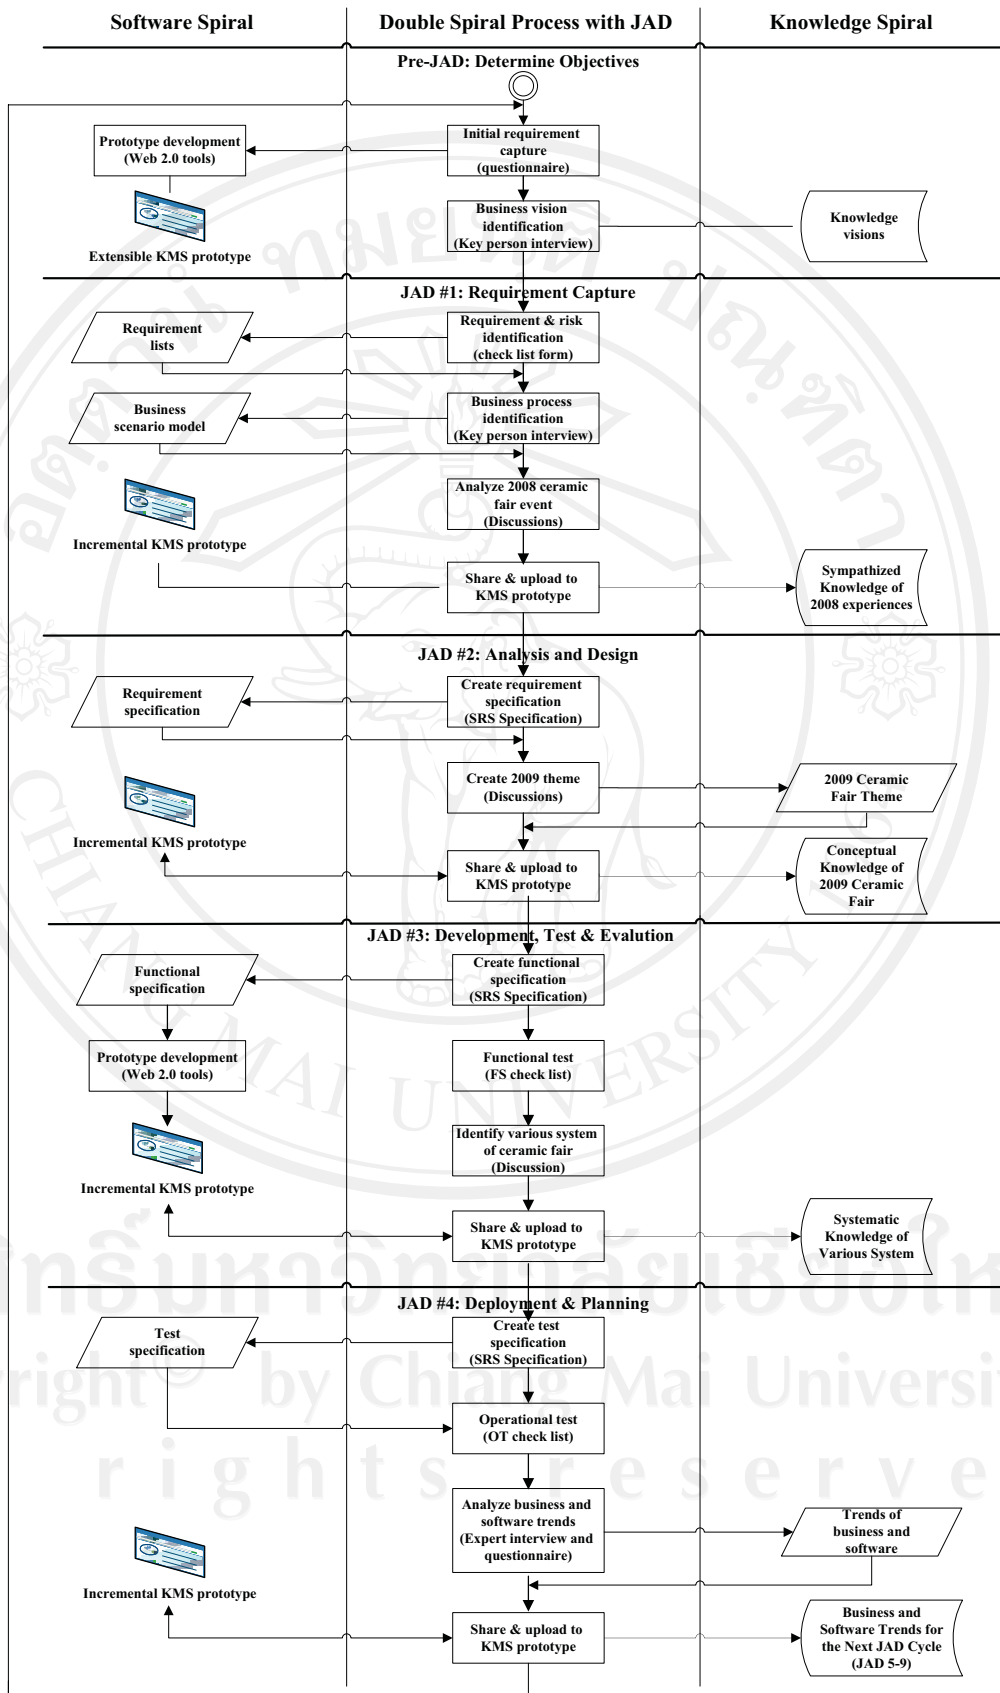 Software Spiral
Double Spiral Process with JAD
Knowledge Spiral
Pre-JAD: Determine Objectives
Prototype development
(Web 2.0 tools)
Initial requirement
capture
(questionnaire)
Extensible KMS prototype
Business vision
identification
(Key person interview)
Knowledge
visions
JAD #1: Requirement Capture
Requirement
lists
Requirement & risk
identification
(check list form)
Business
scenario model
Business process
identification
(Key person interview)
Analyze 2008 ceramic
fair event
(Discussions)
Incremental KMS prototype
Share & upload to
KMS prototype
Sympathized
Knowledge of
2008 experiences
JAD #2: Analysis and Design
Requirement
specification
Create requirement
specification
(SRS Specification)
Create 2009 theme
(Discussions)
2009 Ceramic
Fair Theme
Incremental KMS prototype
Share & upload to
KMS prototype
Conceptual
Knowledge of
2009 Ceramic
Fair
JAD #3: Development, Test & Evalution
Functional
specification
Create functional
specification
(SRS Specification)
Prototype development
(Web 2.0 tools)
Functional test
(FS check list)
Identify various system
of ceramic fair
(Discussion)
Incremental KMS prototype
Share & upload to
KMS prototype
Systematic
Knowledge of
Various System
JAD #4: Deployment & Planning
Test
specification
Create test
specification
(SRS Specification)
Operational test
(OT check list)
Analyze business and
software trends
(Expert interview and
questionnaire)
Trends of
business and
software
Incremental KMS prototype
Share & upload to
KMS prototype
Business and
Software Trends for
the Next JAD Cycle
(JAD 5-9)
CHIANG MAI UNIVERSITY
by Chiang Mai
rights